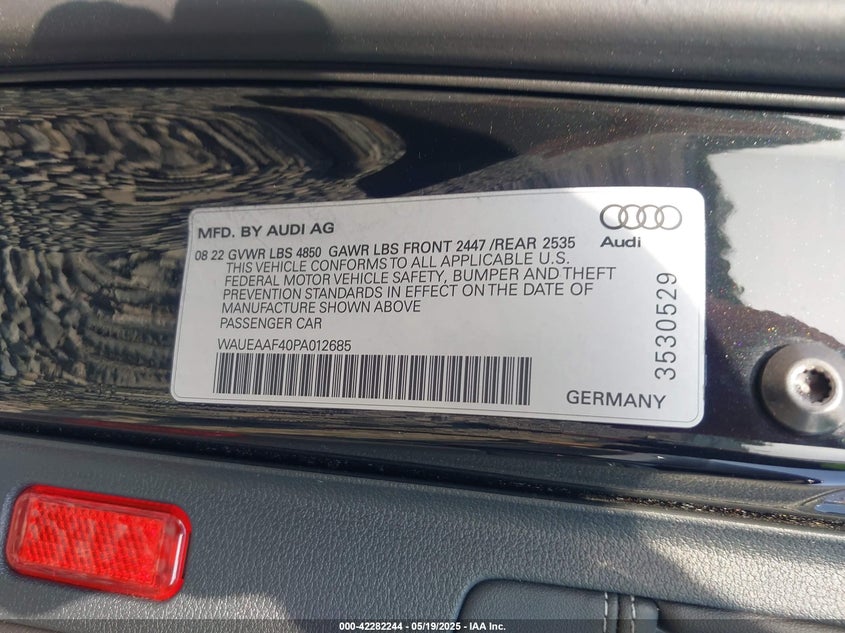 MFD. BY AUDI AG
Audi
08 22 GVWR LBS 4850 GAWR LBS FRONT 2447 /REAR 2535
THIS VEHICLE CONFORMS TO ALL APPLICABLE U.S.
FEDERAL MOTOR VEHICLE SAFETY, BUMPER AND THEFT
PREVENTION STANDARDS IN EFFECT ON THE DATE OF
MANUFACTURE SHOWN ABOVE
PASSENGER CAR
WAUEAAF40PA012685
3530529
GERMANY
000-42282244 - 05/19/2025 - IAA Inc.